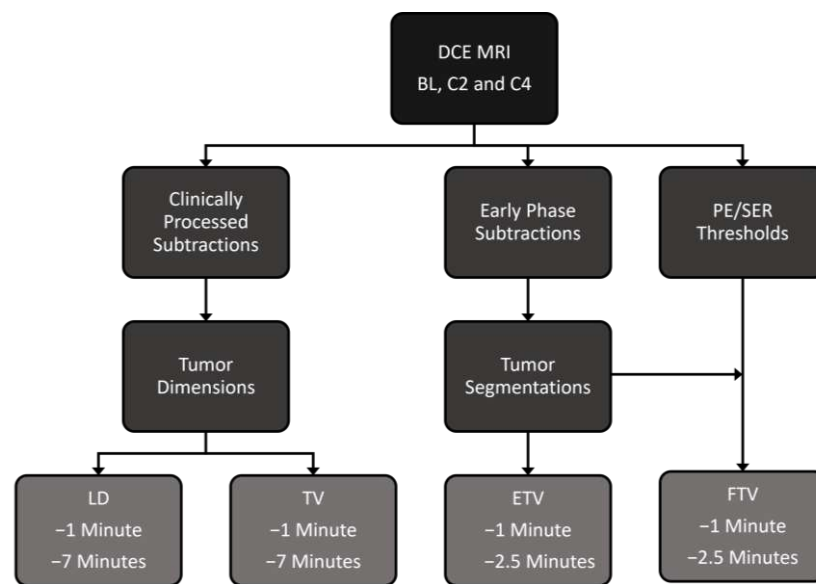 DCE MRI
BL, C2 and C4
Clinically
Processed
Subtractions
Early Phase
Subtractions
PE/SER
Thresholds
Tumor
Dimensions
Tumor
Segmentations
LD
−1 Minute
−7 Minutes
TV
−1 Minute
−7 Minutes
ETV
−1 Minute
−2.5 Minutes
FTV
−1 Minute
−2.5 Minutes